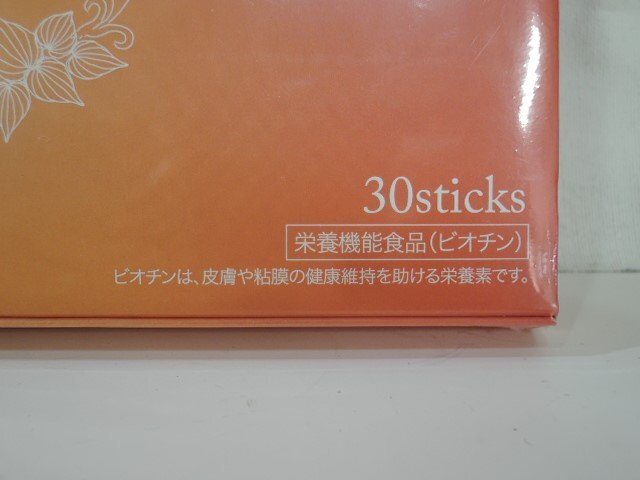 30sticks
栄養機能食品（ビオチン）
ビオチンは、皮膚や粘膜の健康維持を助ける栄養素です。